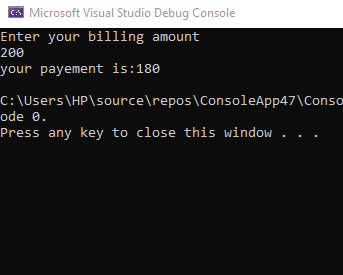 Microsoft Visual Studio Debug Console
Enter your billing amount
200
your payement is:180
C:\Users\HP\source\repos\ConsoleApp47\Conso
ode 0.
Press any key to close this window . . .